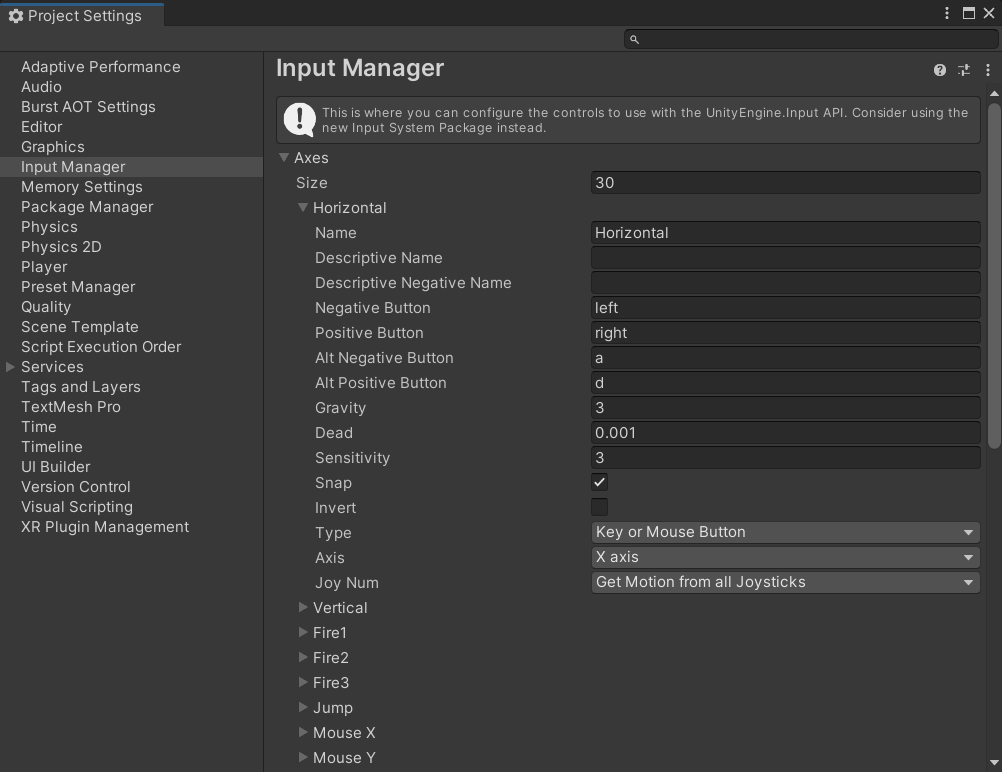 Project Settings
Adaptive Performance
Audio
Burst AOT Settings
Editor
Graphics
Input Manager
Memory Settings
Package Manager
Physics
Physics 2D
Player
Preset Manager
Quality
Scene Template
Script Execution Order
Services
Tags and Layers
TextMesh Pro
Time
Timeline
UI Builder
Version Control
Visual Scripting
XR Plugin Management
Input Manager
This is where you can configure the controls to use with the UnityEngine.Input API. Consider using the
new Input System Package instead.
Axes
Size 30
Horizontal
Name Horizontal
Descriptive Name
Descriptive Negative Name
Negative Button left
Positive Button right
Alt Negative Button a
Alt Positive Button d
Gravity 3
Dead 0.001
Sensitivity 3
Snap
Invert
Type Key or Mouse Button
Axis X axis
Joy Num Get Motion from all Joysticks
Vertical
Fire1
Fire2
Fire3
Jump
Mouse X
Mouse Y